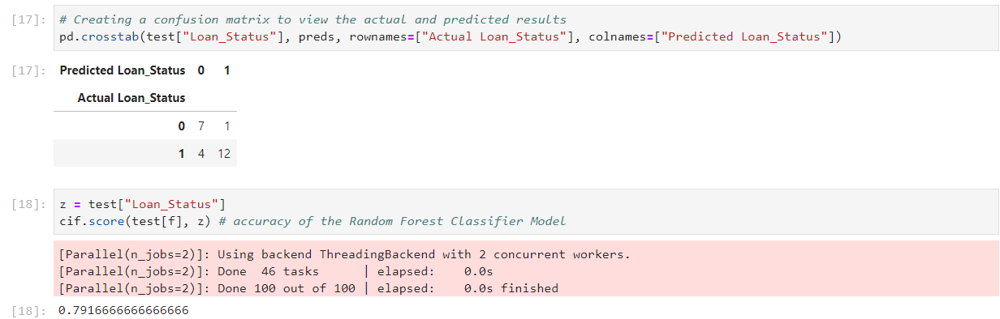 [17]: # Creating a confusion matrix to view the actual and predicted results
pd.crosstab(test["Loan_Status"], preds, rownames=["Actual Loan_Status"], colnames=["Predicted Loan_Status"])
[17]: Predicted Loan_Status 0 1
Actual Loan_Status
0 7 1
1 4 12
[18]: z = test["Loan_Status"]
cif.score(test[f], z) # accuracy of the Random Forest Classifier Model
[Parallel(n_jobs=2)]: Using backend ThreadingBackend with 2 concurrent workers.
[Parallel(n_jobs=2)]: Done  46 tasks      | elapsed:    0.0s
[Parallel(n_jobs=2)]: Done 100 out of 100 | elapsed:    0.0s finished
[18]: 0.7916666666666666